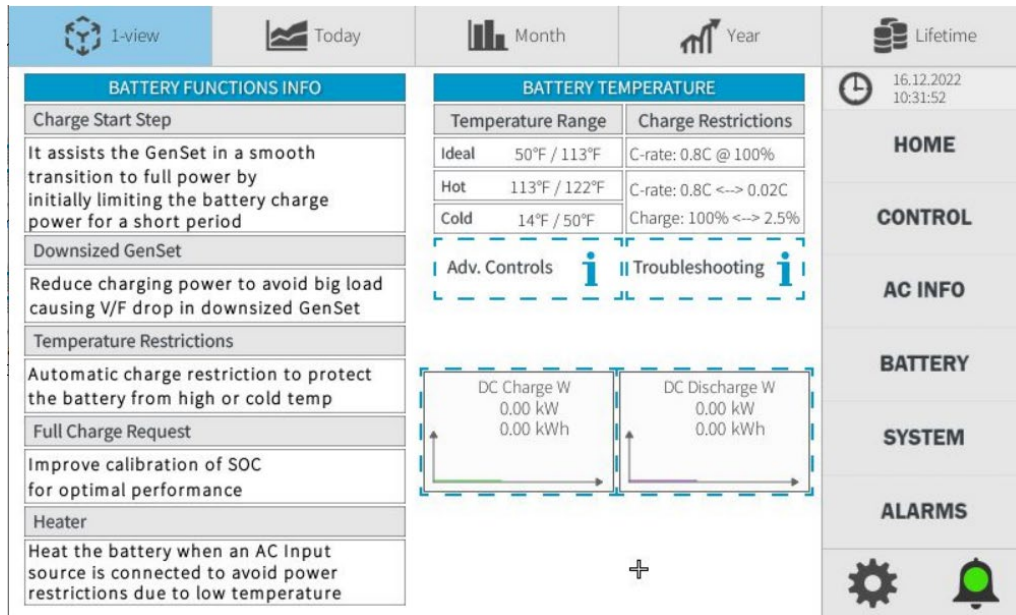 1-view
Today
Month
Year
Lifetime
BATTERY FUNCTIONS INFO
Charge Start Step
It assists the GenSet in a smooth
transition to full power by
initially limiting the battery charge
power for a short period
Downsized GenSet
Reduce charging power to avoid big load
causing V/F drop in downsized GenSet
Temperature Restrictions
Automatic charge restriction to protect
the battery from high or cold temp
Full Charge Request
Improve calibration of SOC
for optimal performance
Heater
Heat the battery when an AC Input
source is connected to avoid power
restrictions due to low temperature
BATTERY TEMPERATURE
Temperature Range Charge Restrictions
Ideal 50°F / 113°F C-rate: 0.8C @ 100%
Hot 113°F / 122°F C-rate: 0.8C <--> 0.02C
Cold 14°F / 50°F Charge: 100% <--> 2.5%
Adv. Controls
Troubleshooting
DC Charge W
0.00 kW
0.00 kWh
DC Discharge W
0.00 kW
0.00 kWh
16.12.2022
10:31:52
HOME
CONTROL
AC INFO
BATTERY
SYSTEM
ALARMS